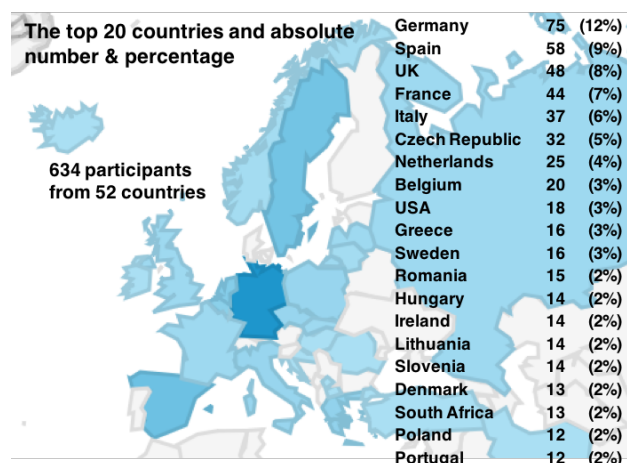 The top 20 countries and absolute
number & percentage
634 participants
from 52 countries
Germany 75 (12%)
Spain 58 (9%)
UK 48 (8%)
France 44 (7%)
Italy 37 (6%)
Czech Republic 32 (5%)
Netherlands 25 (4%)
Belgium 20 (3%)
USA 18 (3%)
Greece 16 (3%)
Sweden 16 (3%)
Romania 15 (2%)
Hungary 14 (2%)
Ireland 14 (2%)
Lithuania 14 (2%)
Slovenia 14 (2%)
Denmark 13 (2%)
South Africa 13 (2%)
Poland 12 (2%)
Portugal 12 (2%)